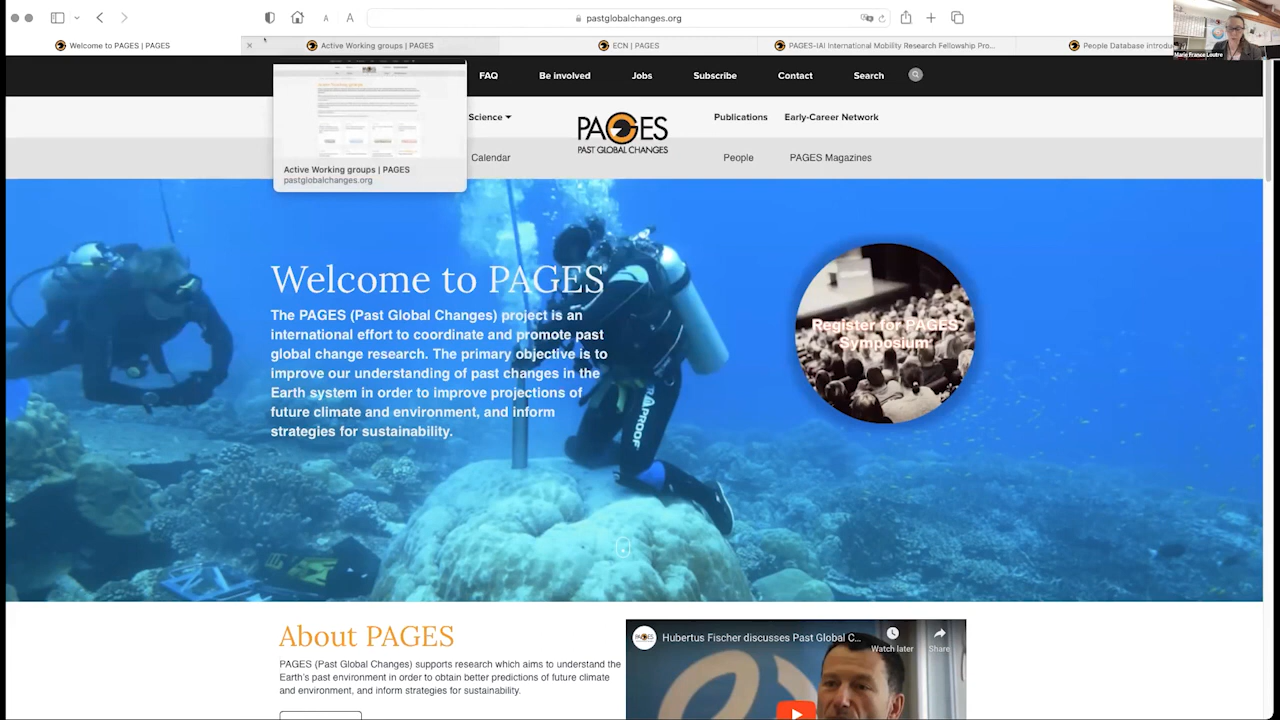 pastglobalchanges.org
Marie France Loutre
Welcome to PAGES | PAGES
Active Working groups | PAGES
ECN | PAGES
PAGES-IAI International Mobility Research Fellowship Pro...
People Database introdu
FAQ
Be involved
Jobs
Subscribe
Contact
Search
Science
PAGES
PAST GLOBAL CHANGES
Publications
Early-Career Network
Calendar
People
PAGES Magazines
Active Working groups | PAGES
pastglobalchanges.org
Welcome to PAGES
The PAGES (Past Global Changes) project is an
international effort to coordinate and promote past
global change research. The primary objective is to
improve our understanding of past changes in the
Earth system in order to improve projections of
future climate and environment, and inform
strategies for sustainability.
Register for PAGES
Symposium
About PAGES
PAGES (Past Global Changes) supports research which aims to understand the
Earth's past environment in order to obtain better predictions of future climate
and environment, and inform strategies for sustainability.
Hubertus Fischer discusses Past Global C...
Watch later
Share